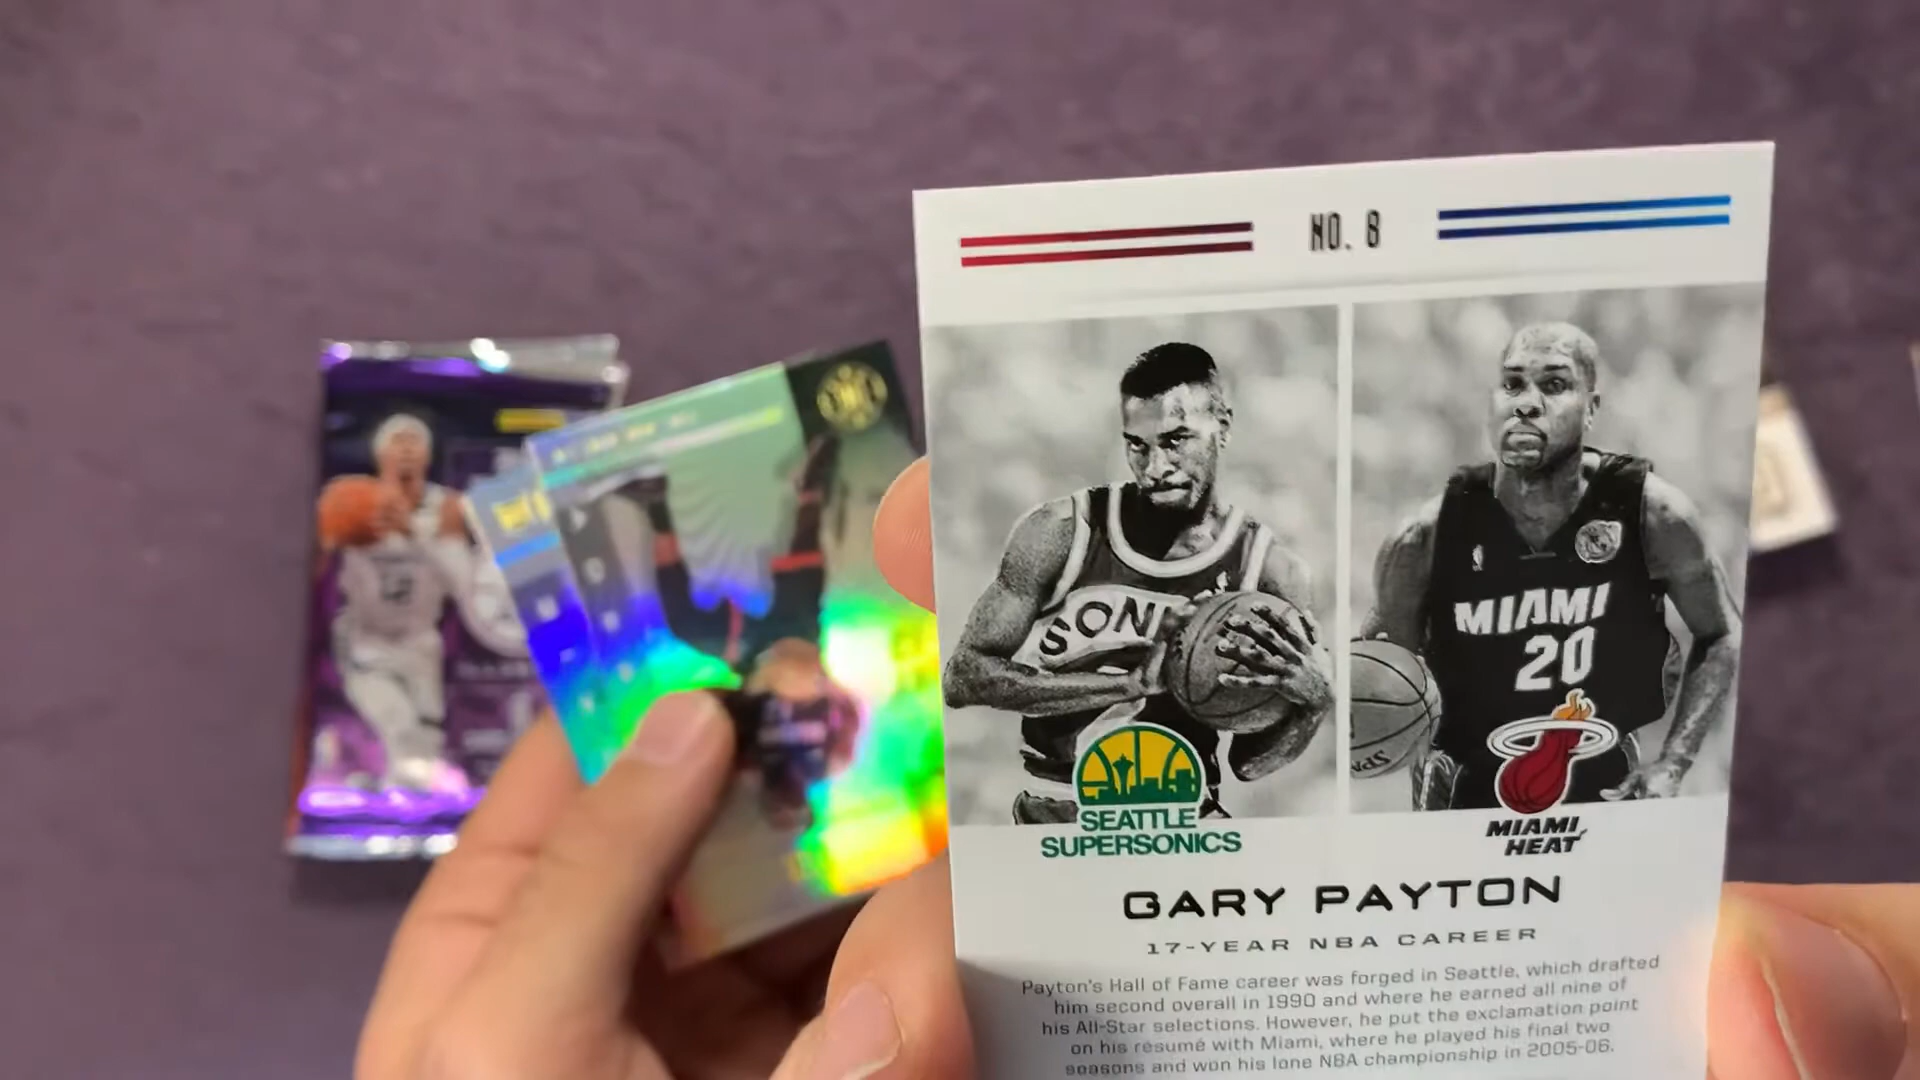 NO. 8
SONI
MIAMI
20
SEATTLE
SUPERSONICS
MIAMI
HEAT
GARY PAYTON
17-YEAR NBA CAREER
Payton's Hall of Fame career was forged in Seattle, which drafted
him second overall in 1990 and where he earned all nine of
his All-Star selections. However, he put the exclamation point
on his résumé with Miami, where he played his final two
seasons and won his lone NBA championship in 2005-06.